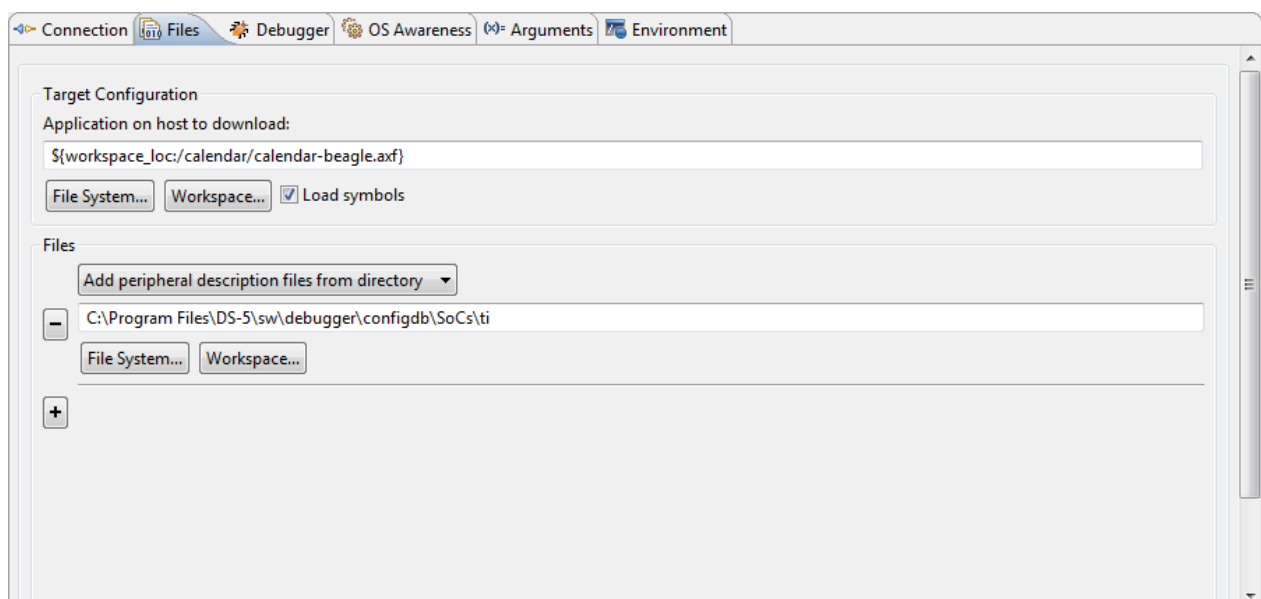 Connection Files Debugger OS Awareness (x)= Arguments Environment
Target Configuration
Application on host to download:
${workspace_loc:/calendar/calendar-beagle.axf}
File System... Workspace... Load symbols
Files
Add peripheral description files from directory
C:\Program Files\DS-5\sw\debugger\configdb\SoCs\ti
File System... Workspace...